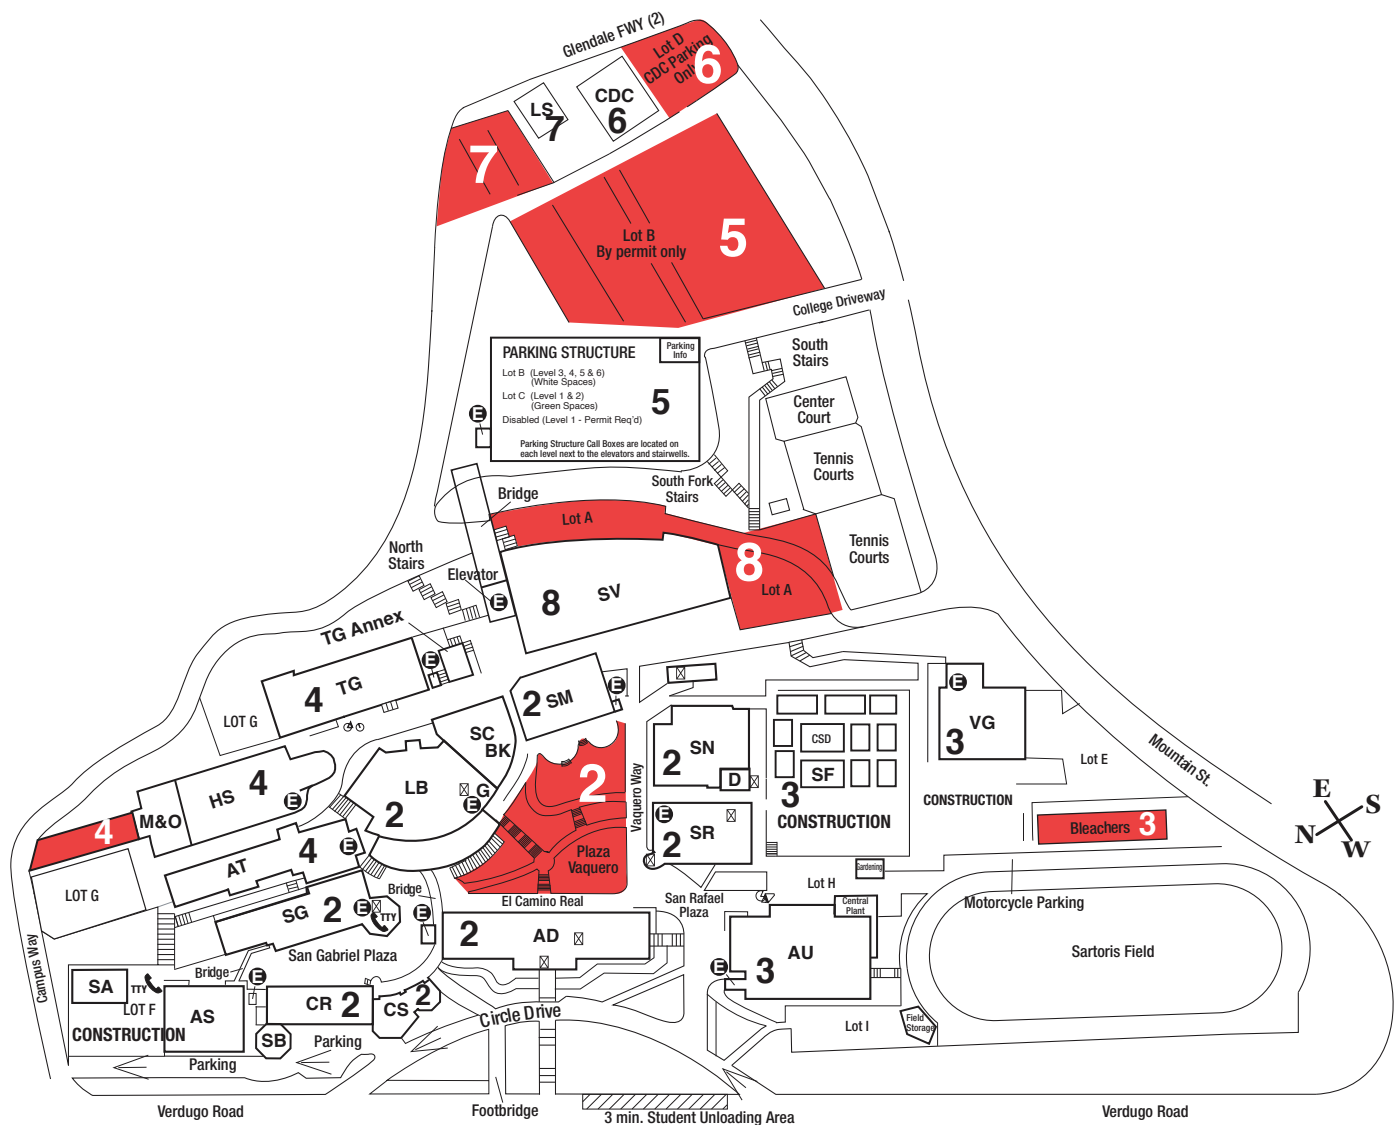 Glendale FWY (2)
Lot D
CDC Parking
Only
6
LS
7
CDC
6
7
Lot B
By permit only
5
College Driveway
PARKING STRUCTURE
Parking
Info
Lot B (Level 3, 4, 5 & 6)
(White Spaces)
Lot C (Level 1 & 2)
(Green Spaces)
5
Disabled (Level 1 - Permit Req'd)
Parking Structure Call Boxes are located on
each level next to the elevators and stairwells.
E
South
Stairs
Center
Court
Tennis
Courts
South Fork
Stairs
Bridge
Lot A
Tennis
Courts
North
Stairs
Elevator
E
8
SV
8
Lot A
TG Annex
E
4
TG
LOT G
2
SM
E
SC
BK
E
VG
3
Lot E
Mountain St.
2
SN
D
CSD
SF
3
CONSTRUCTION
CONSTRUCTION
2
Vaquero Way
HS
4
E
LB
2
G
E
E
SR
2
M&O
4
AT
4
E
Plaza
Vaquero
Bleachers
3
E
S
N
W
LOT G
SG
2
E
TTY
Bridge
E
El Camino Real
San Rafael
Plaza
Gardening
Lot H
Central
Plant
Motorcycle Parking
Campus Way
San Gabriel Plaza
2
AD
AU
3
E
Sartoris Field
SA
TTY
LOT F
Bridge
E
CONSTRUCTION
AS
CR
2
CS
2
SB
Circle Drive
Lot I
Field
Storage
Parking
Parking
Verdugo Road
Footbridge
3 min. Student Unloading Area
Verdugo Road